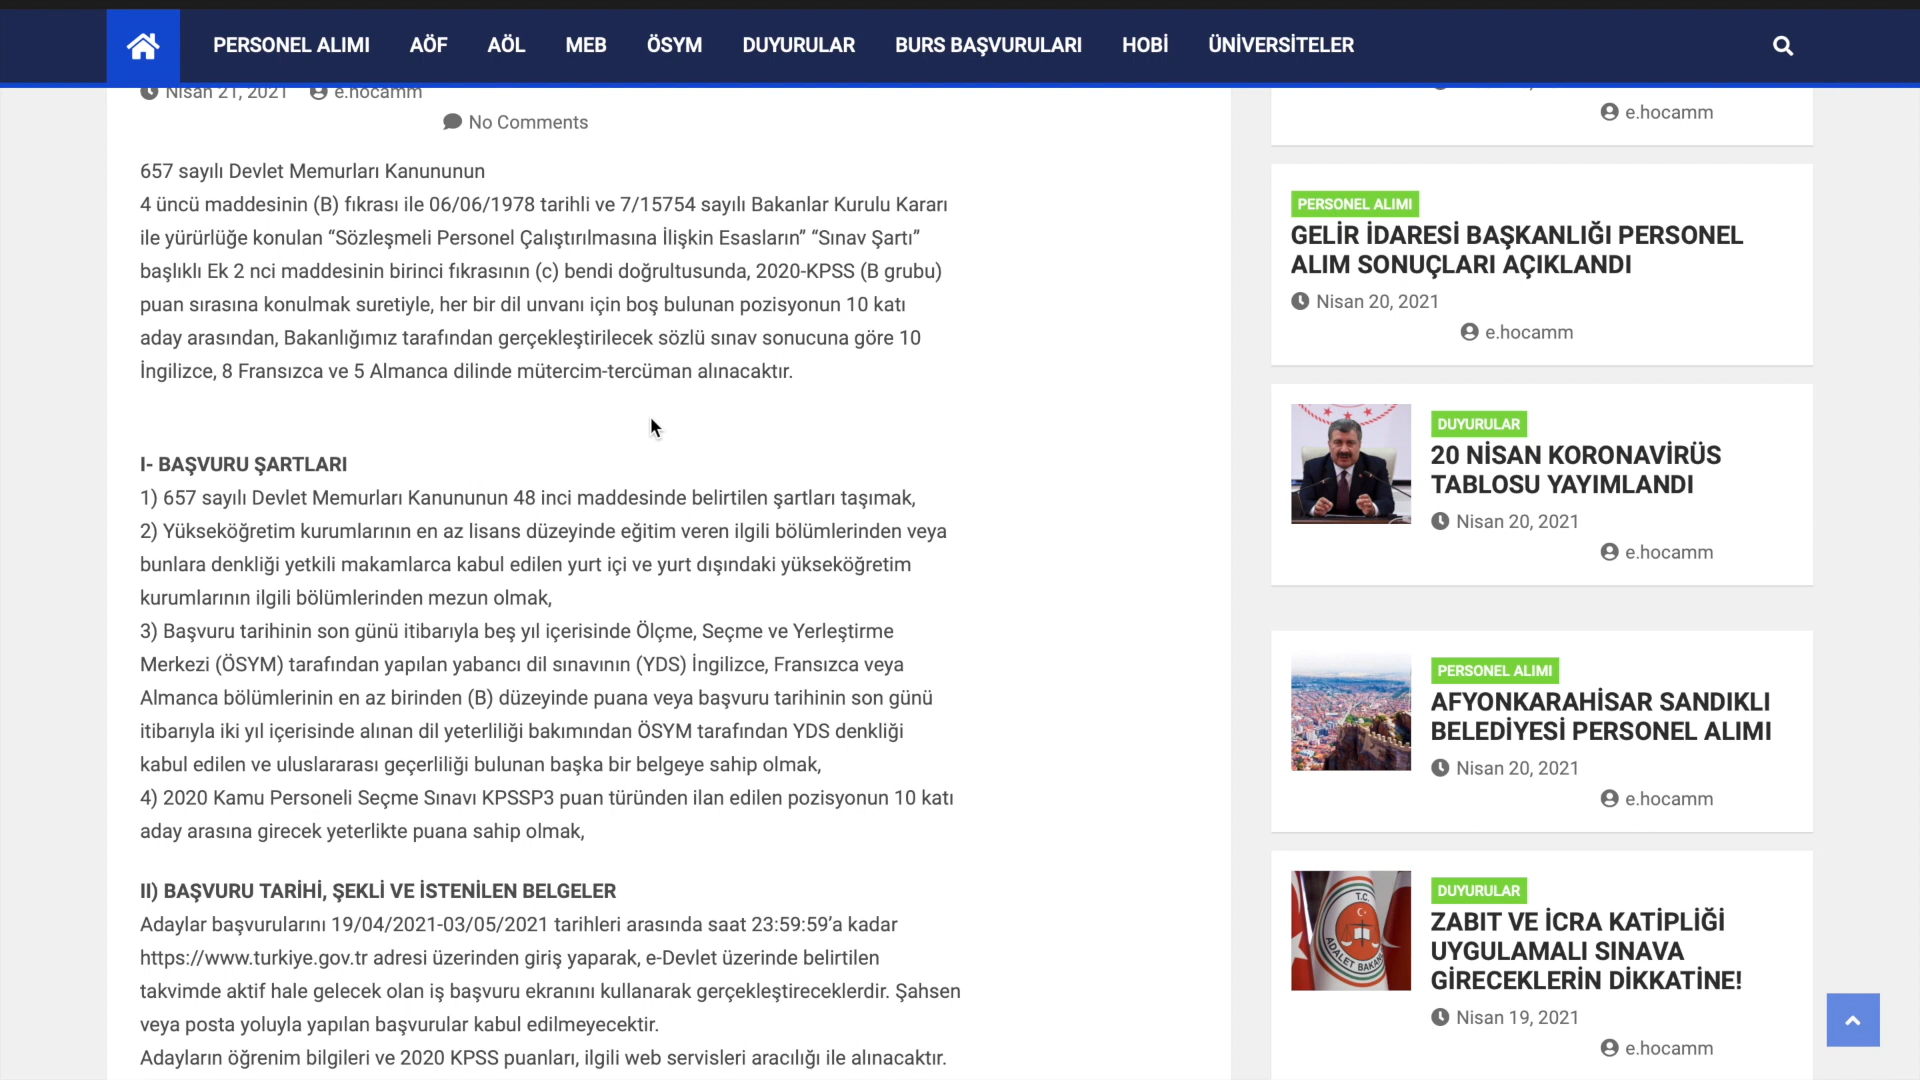 PERSONEL ALIMI AÖF AÖL MEB ÖSYM DUYURULAR BURS BAŞVURULARI HOBİ ÜNİVERSİTELER
Nisan 21, 2021 e.hocamm
No Comments
657 sayılı Devlet Memurları Kanununun
4 üncü maddesinin (B) fıkrası ile 06/06/1978 tarihli ve 7/15754 sayılı Bakanlar Kurulu Kararı
ile yürürlüğe konulan “Sözleşmeli Personel Çalıştırılmasına İlişkin Esasların” “Sınav Şartı”
başlıklı Ek 2 nci maddesinin birinci fıkrasının (c) bendi doğrultusunda, 2020-KPSS (B grubu)
puan sırasına konulmak suretiyle, her bir dil unvanı için boş bulunan pozisyonun 10 katı
aday arasından, Bakanlığımız tarafından gerçekleştirilecek sözlü sınav sonucuna göre 10
İngilizce, 8 Fransızca ve 5 Almanca dilinde mütercim-tercüman alınacaktır.
I- BAŞVURU ŞARTLARI
1) 657 sayılı Devlet Memurları Kanununun 48 inci maddesinde belirtilen şartları taşımak,
2) Yükseköğretim kurumlarının en az lisans düzeyinde eğitim veren ilgili bölümlerinden veya
bunlara denkliği yetkili makamlarca kabul edilen yurt içi ve yurt dışındaki yükseköğretim
kurumlarının ilgili bölümlerinden mezun olmak,
3) Başvuru tarihinin son günü itibarıyla beş yıl içerisinde Ölçme, Seçme ve Yerleştirme
Merkezi (ÖSYM) tarafından yapılan yabancı dil sınavının (YDS) İngilizce, Fransızca veya
Almanca bölümlerinin en az birinden (B) düzeyinde puana veya başvuru tarihinin son günü
itibarıyla iki yıl içerisinde alınan dil yeterliliği bakımından ÖSYM tarafından YDS denkliği
kabul edilen ve uluslararası geçerliliği bulunan başka bir belgeye sahip olmak,
4) 2020 Kamu Personeli Seçme Sınavı KPSSP3 puan türünden ilan edilen pozisyonun 10 katı
aday arasına girecek yeterlikte puana sahip olmak,
II) BAŞVURU TARİHİ, ŞEKLİ VE İSTENİLEN BELGELER
Adaylar başvurularını 19/04/2021-03/05/2021 tarihleri arasında saat 23:59:59’a kadar
https://www.turkiye.gov.tr adresi üzerinden giriş yaparak, e-Devlet üzerinde belirtilen
takvimde aktif hale gelecek olan iş başvuru ekranını kullanarak gerçekleştireceklerdir. Şahsen
veya posta yoluyla yapılan başvurular kabul edilmeyecektir.
Adayların öğrenim bilgileri ve 2020 KPSS puanları, ilgili web servisleri aracılığı ile alınacaktır.
e.hocamm
PERSONEL ALIMI
GELİR İDARESİ BAŞKANLIĞI PERSONEL
ALIM SONUÇLARI AÇIKLANDI
Nisan 20, 2021
e.hocamm
DUYURULAR
20 NİSAN KORONAVİRÜS
TABLOSU YAYIMLANDI
Nisan 20, 2021
e.hocamm
PERSONEL ALIMI
AFYONKARAHİSAR SANDIKLI
BELEDİYESİ PERSONEL ALIMI
Nisan 20, 2021
e.hocamm
T.C.
ADALET BAKAN
DUYURULAR
ZABIT VE İCRA KATİPLİĞİ
UYGULAMALI SINAVA
GİRECEKLERİN DİKKATİNE!
Nisan 19, 2021
e.hocamm